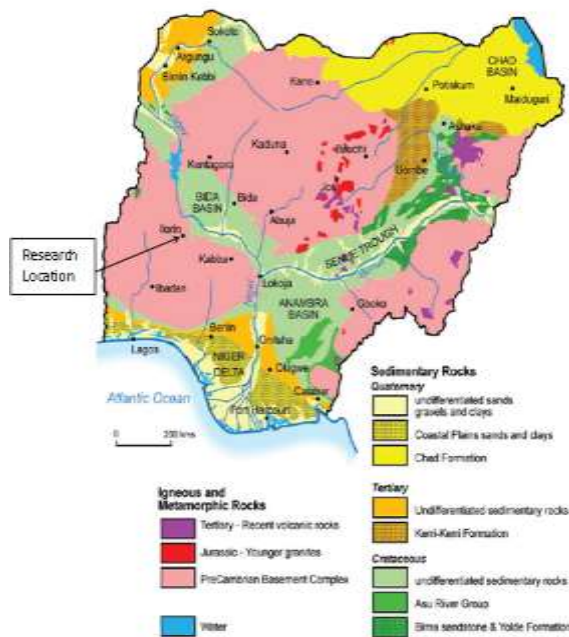 Sokoto
Argungu
Birnin Kebbi
Kano
CHAD
BASIN
Potiskum
Maiduguri
Ashaka
Kaduna
Bauchi
Kontagora
Gombe
Jos
BIDA
BASIN
Bida
Abuja
Ilorin
Research
Location
BENUE TROUGH
Kabba
Lokoja
Ibadan
ANAMBRA
BASIN
Gboko
Benin
Onitsha
Lagos
NIGER
DELTA
Calabar
Port Harcourt
Atlantic Ocean
0 200 kms
Sedimentary Rocks
Quaternary
undifferentiated sands
gravels and clays
Coastal Plains sands and clays
Chad Formation
Tertiary
Undifferentiated sedimentary rocks
Kerri-Kerri Formation
Cretaceous
undifferentiated sedimentary rocks
Asu River Group
Bima sandstone & Yolde Formation
Igneous and
Metamorphic Rocks
Tertiary - Recent volcanic rocks
Jurassic - Younger granites
PreCambrian Basement Complex
Water